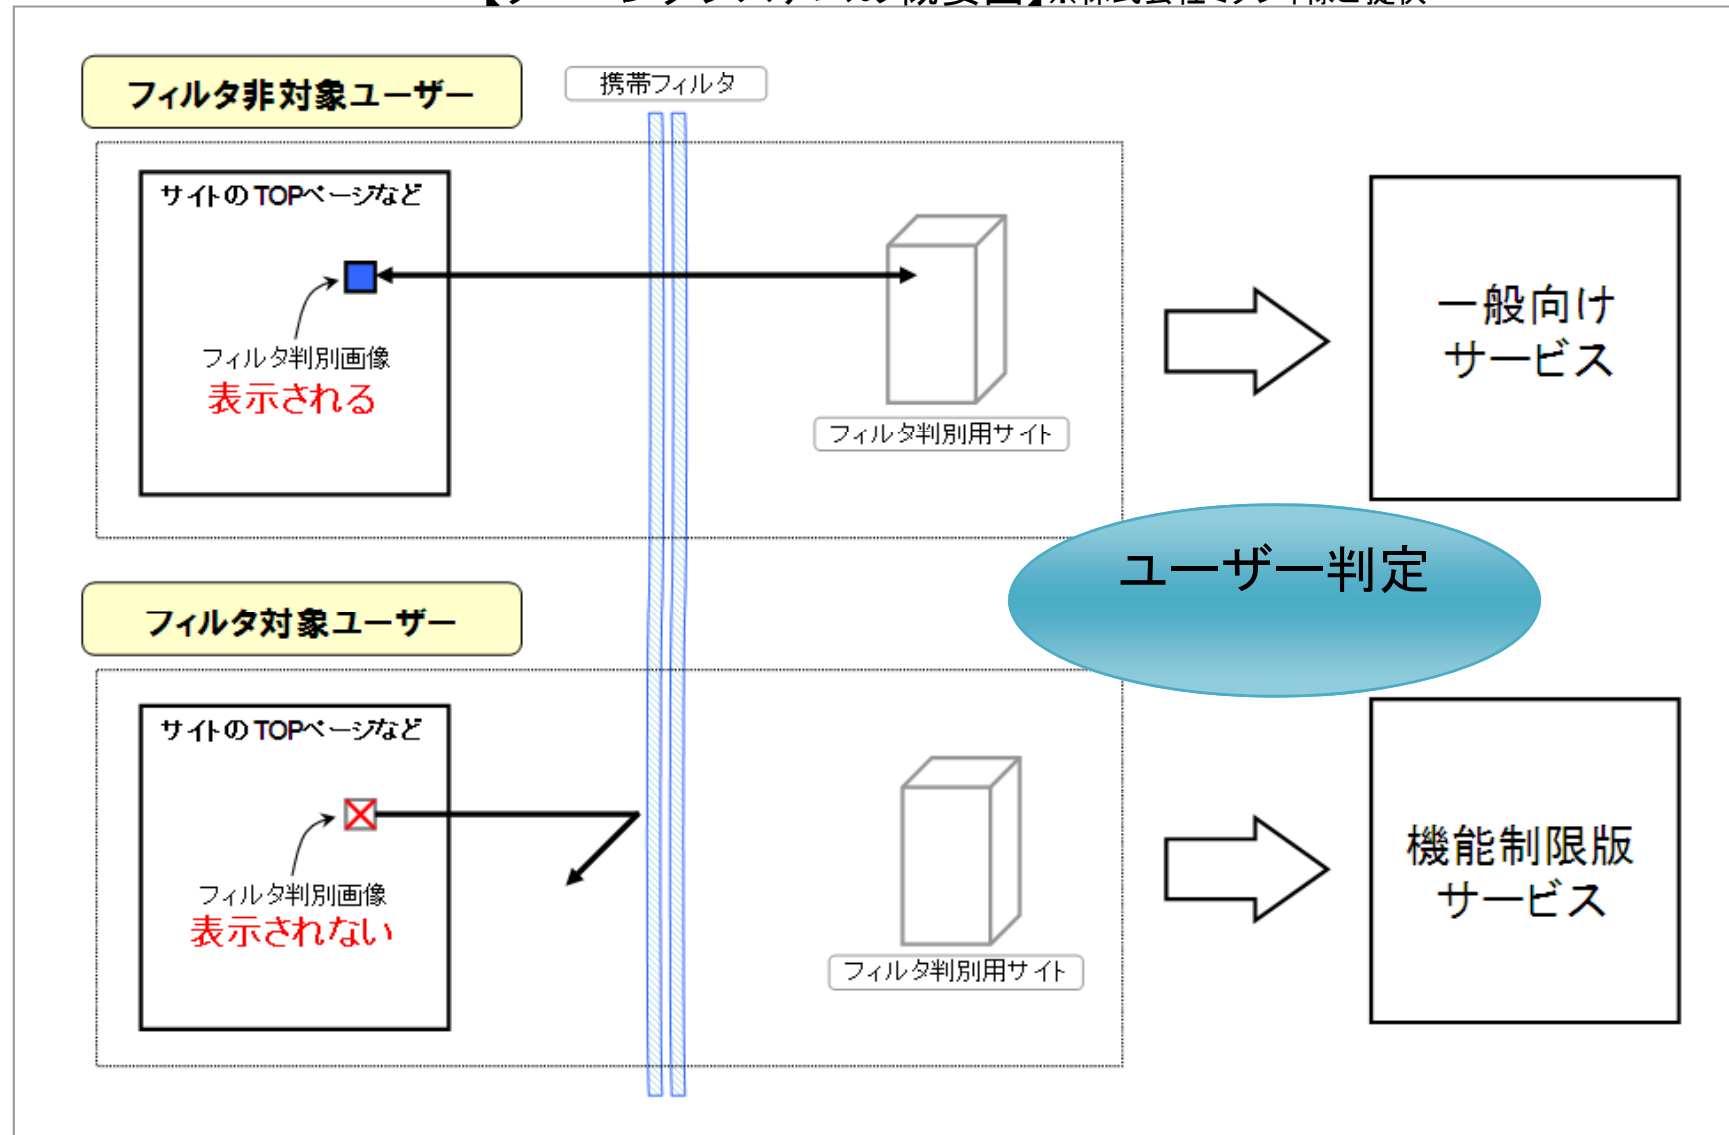 フィルタ非対象ユーザー
携帯フィルタ
サイトのTOPページなど
フィルタ判別画像
表示される
フィルタ判別用サイト
一般向け
サービス
ユーザー判定
フィルタ対象ユーザー
サイトのTOPページなど
フィルタ判別画像
表示されない
フィルタ判別用サイト
機能制限版
サービス